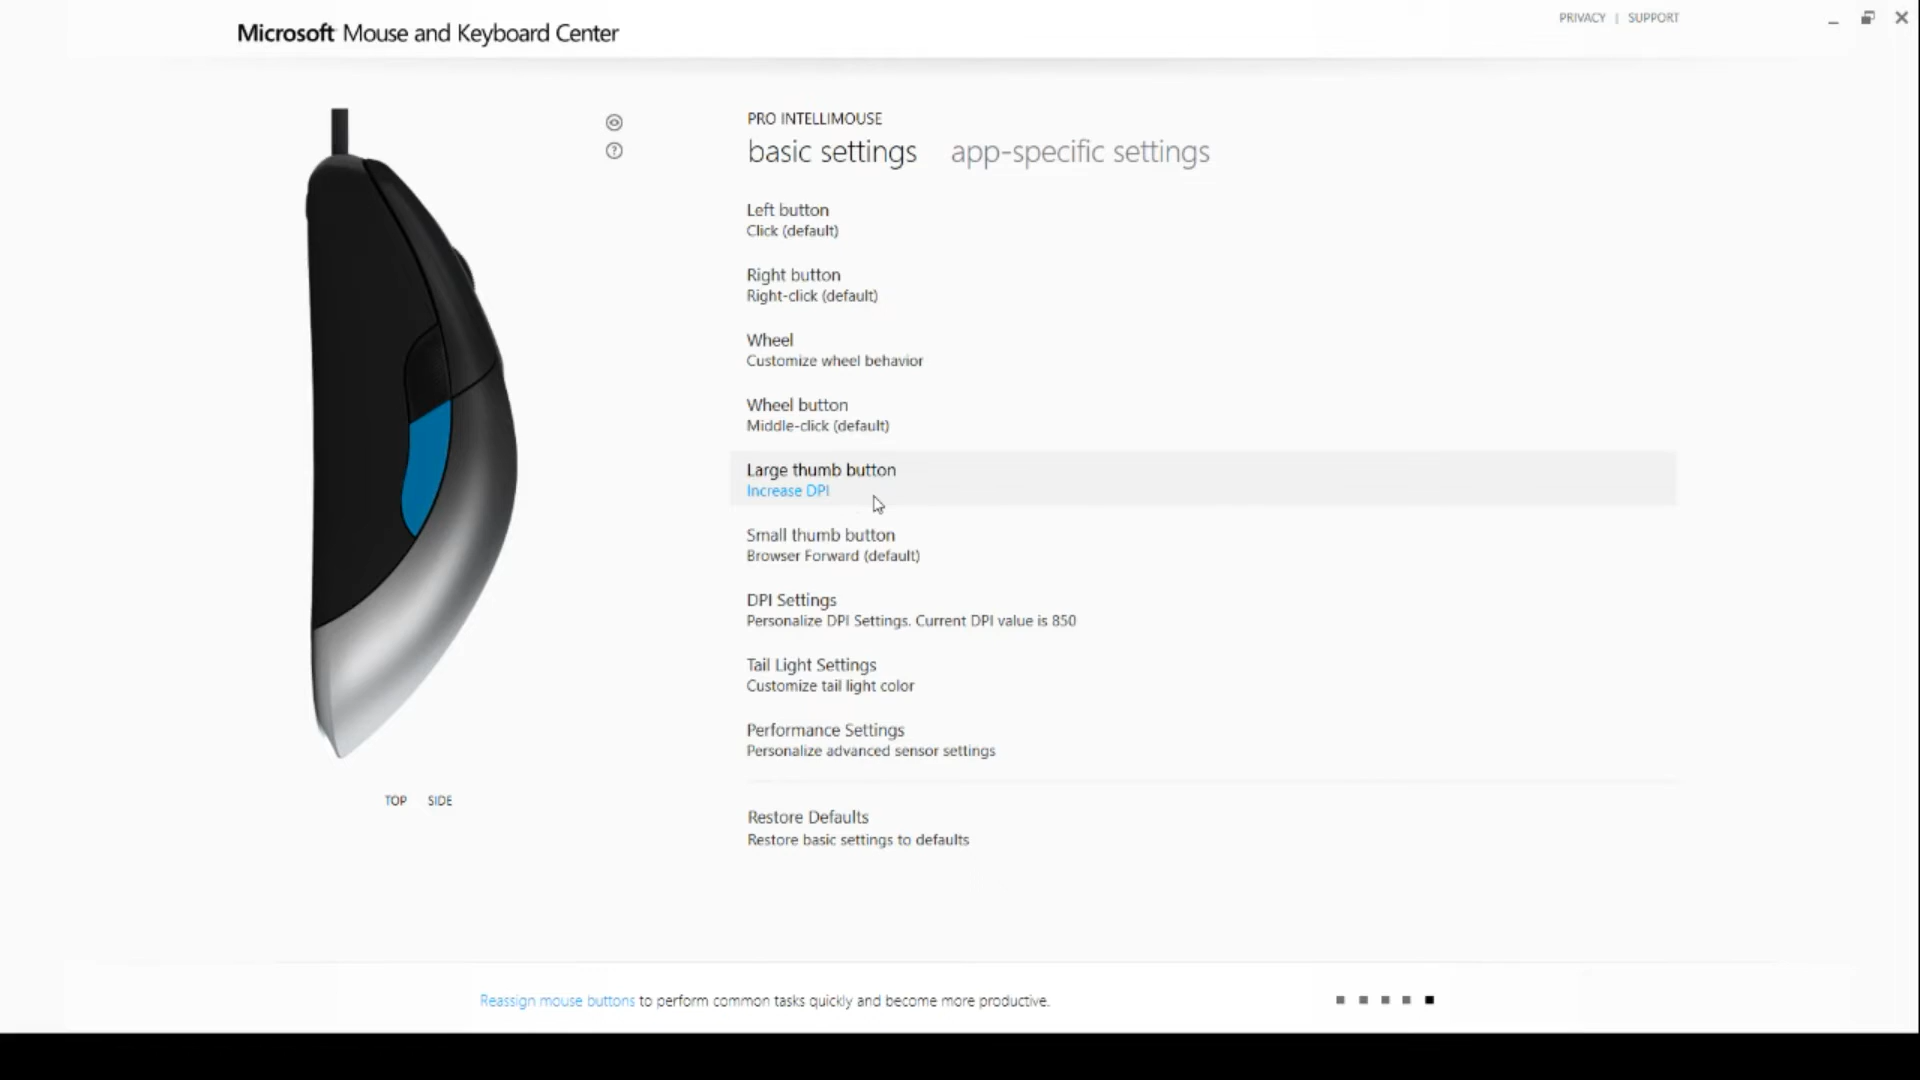 Microsoft Mouse and Keyboard Center
PRIVACY | SUPPORT
PRO INTELLIMOUSE
basic settings app-specific settings
Left button
Click (default)
Right button
Right-click (default)
Wheel
Customize wheel behavior
Wheel button
Middle-click (default)
Large thumb button
Increase DPI
Small thumb button
Browser Forward (default)
DPI Settings
Personalize DPI Settings. Current DPI value is 850
Tail Light Settings
Customize tail light color
Performance Settings
Personalize advanced sensor settings
TOP SIDE
Restore Defaults
Restore basic settings to defaults
Reassign mouse buttons to perform common tasks quickly and become more productive.